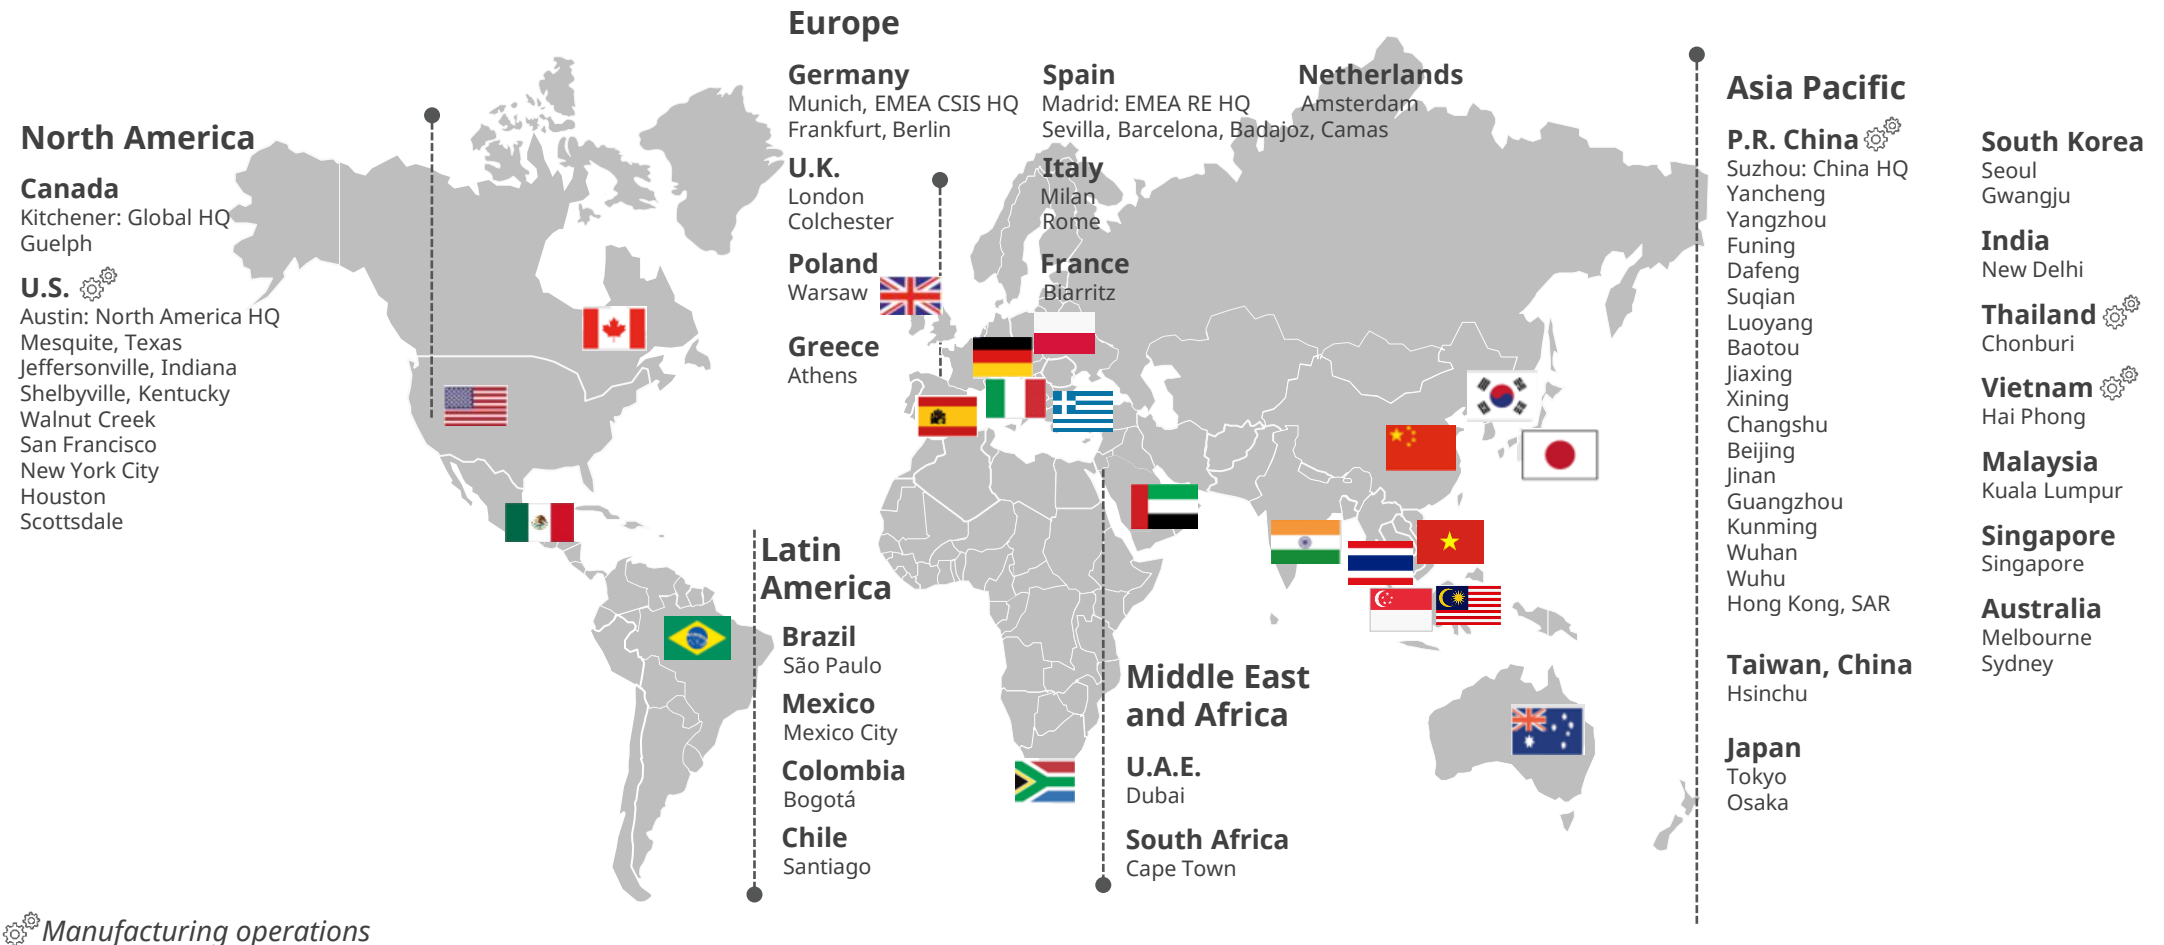 North America
Canada
Kitchener: Global HQ
Guelph
U.S.
Austin: North America HQ
Mesquite, Texas
Jeffersonville, Indiana
Shelbyville, Kentucky
Walnut Creek
San Francisco
New York City
Houston
Scottsdale
Europe
Germany
Munich, EMEA CSIS HQ
Frankfurt, Berlin
U.K.
London
Colchester
Poland
Warsaw
Greece
Athens
Spain
Madrid: EMEA RE HQ
Sevilla, Barcelona, Badajoz, Camas
Italy
Milan
Rome
France
Biarritz
Netherlands
Amsterdam
Latin
America
Brazil
São Paulo
Mexico
Mexico City
Colombia
Bogotá
Chile
Santiago
Middle East
and Africa
U.A.E.
Dubai
South Africa
Cape Town
Asia Pacific
P.R. China
Suzhou: China HQ
Yancheng
Yangzhou
Funing
Dafeng
Suqian
Luoyang
Baotou
Jiaxing
Xining
Changshu
Beijing
Jinan
Guangzhou
Kunming
Wuhan
Wuhu
Hong Kong, SAR
Taiwan, China
Hsinchu
Japan
Tokyo
Osaka
South Korea
Seoul
Gwangju
India
New Delhi
Thailand
Chonburi
Vietnam
Hai Phong
Malaysia
Kuala Lumpur
Singapore
Singapore
Australia
Melbourne
Sydney
Manufacturing operations